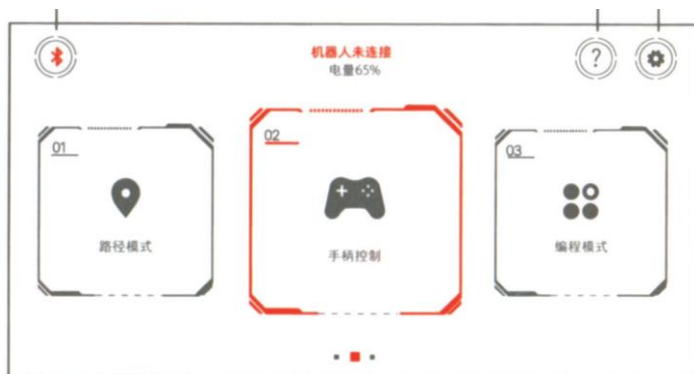 机器人未连接
电量65%
?
01
路径模式
02
手柄控制
03
编程模式